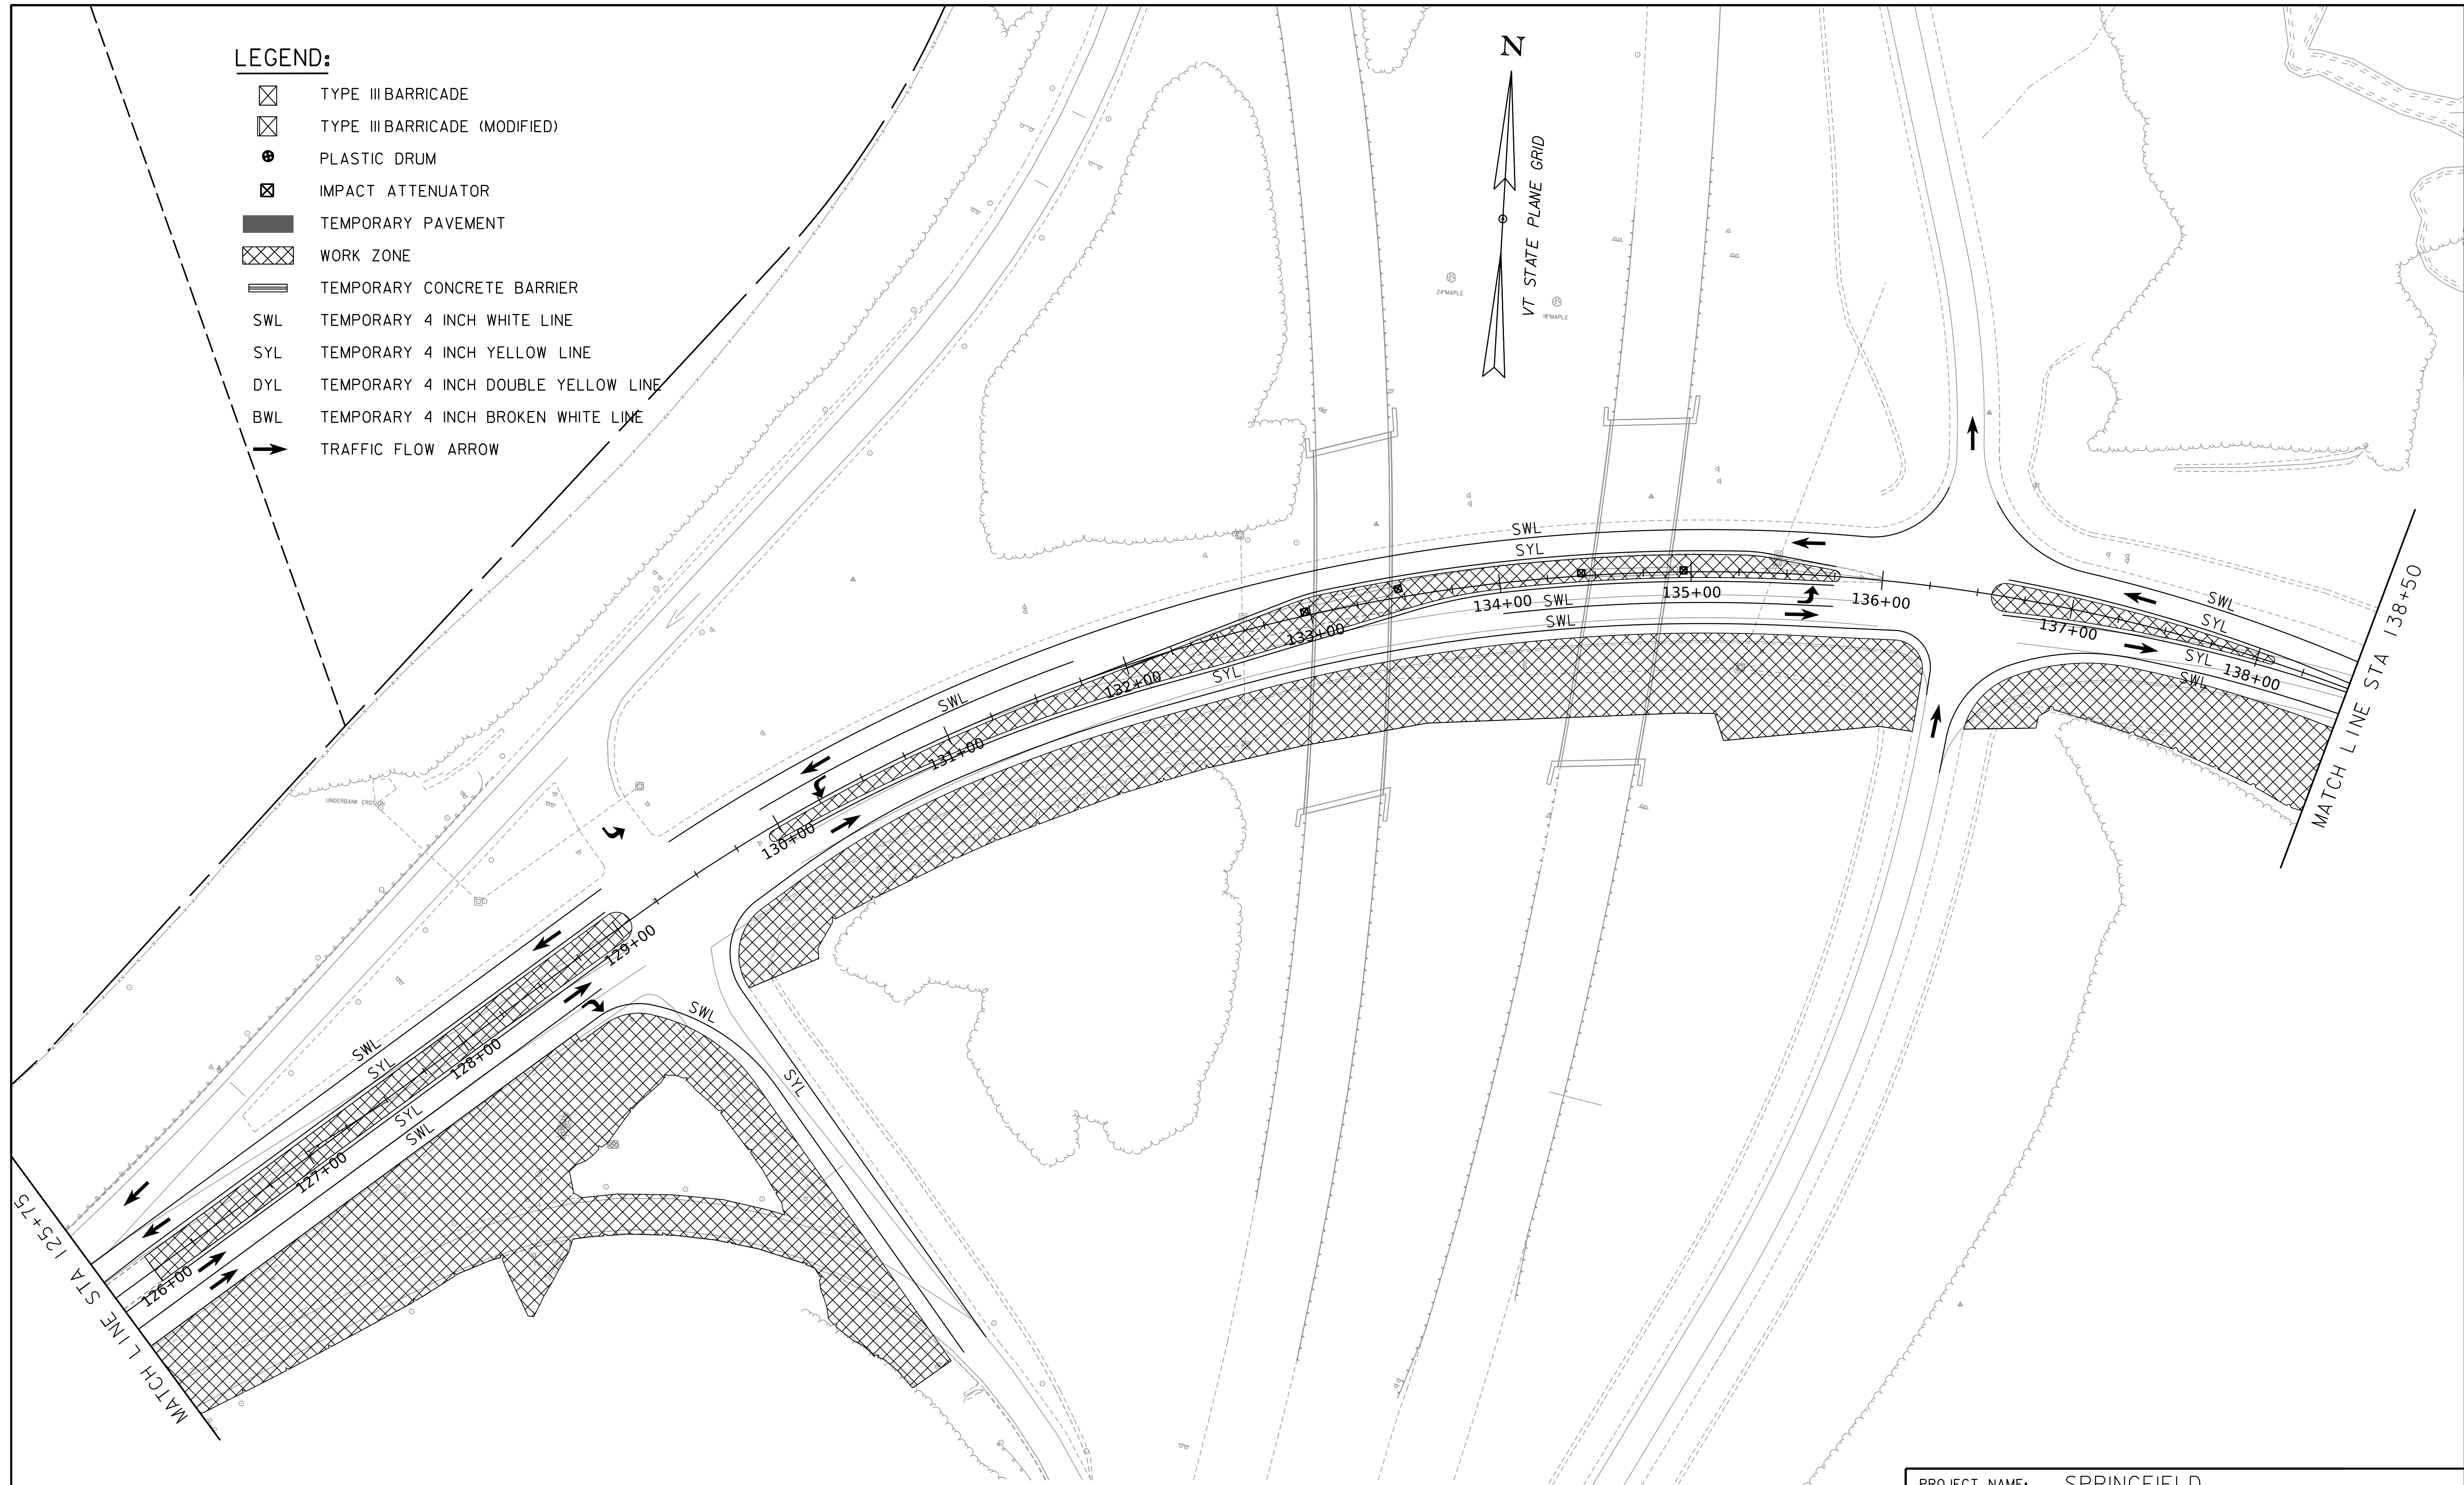 LEGEND:
TYPE III BARRICADE
TYPE III BARRICADE (MODIFIED)
PLASTIC DRUM
IMPACT ATTENUATOR
TEMPORARY PAVEMENT
WORK ZONE
TEMPORARY CONCRETE BARRIER
SWL TEMPORARY 4 INCH WHITE LINE
SYL TEMPORARY 4 INCH YELLOW LINE
DYL TEMPORARY 4 INCH DOUBLE YELLOW LINE
BWL TEMPORARY 4 INCH BROKEN WHITE LINE
TRAFFIC FLOW ARROW
N
VT STATE PLANE GRID
24"MAPLE
18"MAPLE
UNDERBANK EROSION
SWL
SYL
SWL
SWL
SYL
SWL
SWL
SYL
SYL
SWL
SWL
SYL
SYL
SWL
SWL
SYL
126+00
127+00
128+00
129+00
130+00
131+00
132+00
133+00
134+00
135+00
136+00
137+00
138+00
MATCH LINE STA 125+75
MATCH LINE STA 138+50
PROJECT NAME: SPRINGFIELD